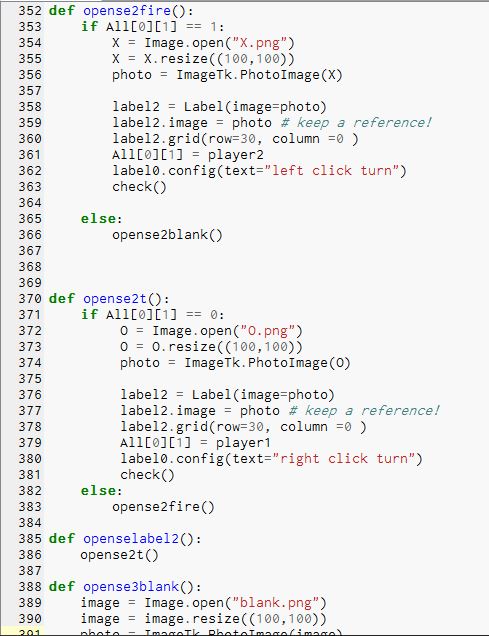 352 def opense2fire():
353     if All[0][1] == 1:
354         X = Image.open("X.png")
355         X = X.resize((100,100))
356         photo = ImageTk.PhotoImage(X)
357
358         label2 = Label(image=photo)
359         label2.image = photo # keep a reference!
360         label2.grid(row=30, column =0 )
361         All[0][1] = player2
362         label0.config(text="left click turn")
363         check()
364
365     else:
366         opense2blank()
367
368
369
370 def opense2t():
371     if All[0][1] == 0:
372         O = Image.open("O.png")
373         O = O.resize((100,100))
374         photo = ImageTk.PhotoImage(O)
375
376         label2 = Label(image=photo)
377         label2.image = photo # keep a reference!
378         label2.grid(row=30, column =0 )
379         All[0][1] = player1
380         label0.config(text="right click turn")
381         check()
382     else:
383         opense2fire()
384
385 def openselabel2():
386     opense2t()
387
388 def opense3blank():
389     image = Image.open("blank.png")
390     image = image.resize((100,100))
391     photo = ImageTk.PhotoImage(image)